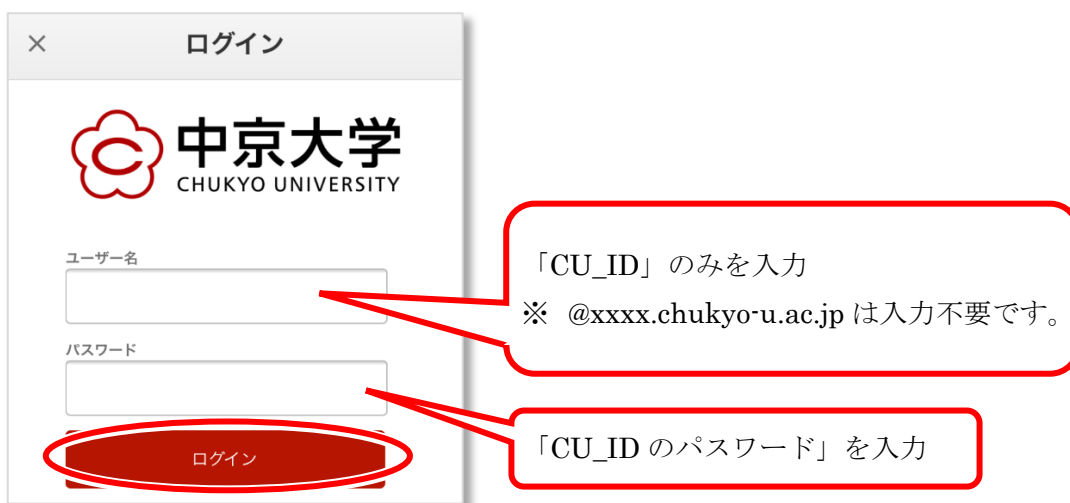 × ログイン
中京大学
CHUKYO UNIVERSITY
ユーザー名
「CU_ID」のみを入力
※ @xxxx.chukyo-u.ac.jp は入力不要です。
パスワード
「CU_ID のパスワード」を入力
ログイン